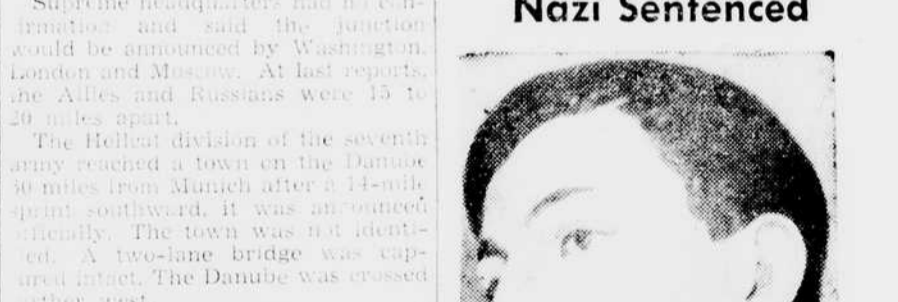 Supreme headquarters had no con-
firmation and said the junction
would be announced by Washington,
London and Moscow. At last reports,
the Allies and Russians were 15 to
20 miles apart.
The Hellcat division of the seventh
army reached a town on the Danube
miles from Munich after a 14-mile
sprint southward, it was announced
officially. The town was not identi-
fied. A two-lane bridge was cap-
tured intact. The Danube was crossed
farther west.
Nazi Sentenced